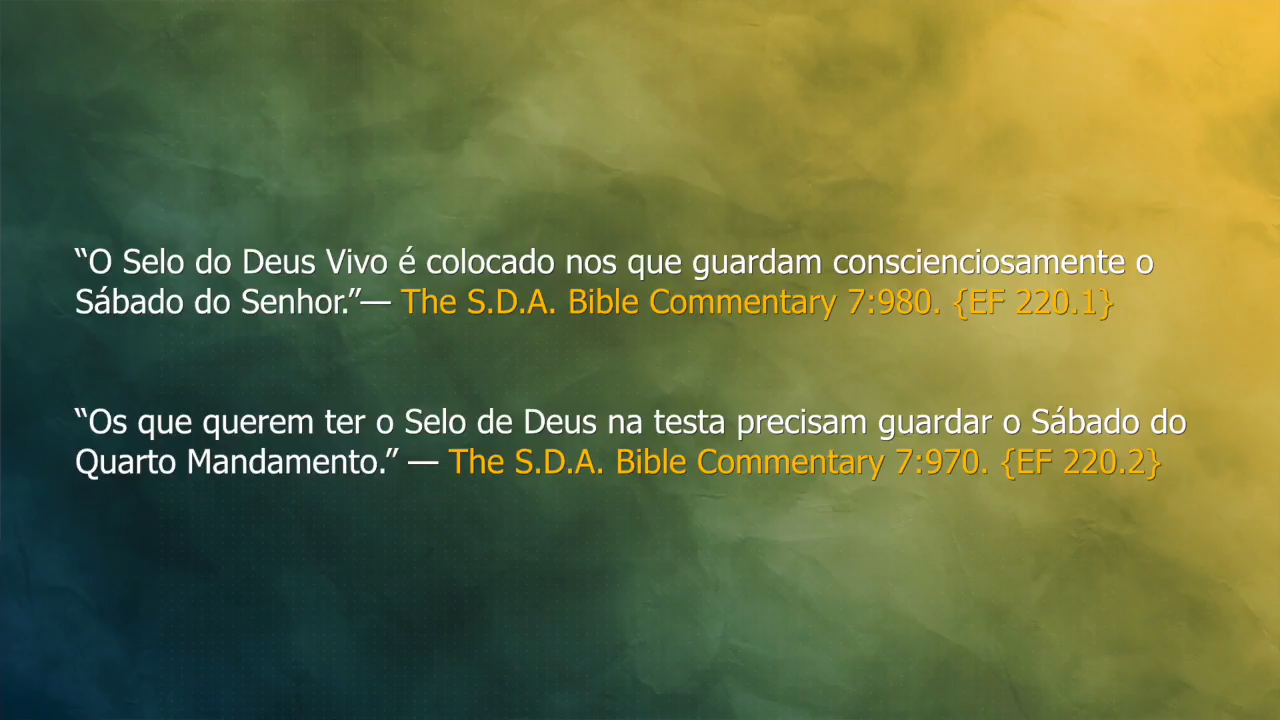 “O Selo do Deus Vivo é colocado nos que guardam conscienciosamente o
Sábado do Senhor.”— The S.D.A. Bible Commentary 7:980. {EF 220.1}
“Os que querem ter o Selo de Deus na testa precisam guardar o Sábado do
Quarto Mandamento.” — The S.D.A. Bible Commentary 7:970. {EF 220.2}